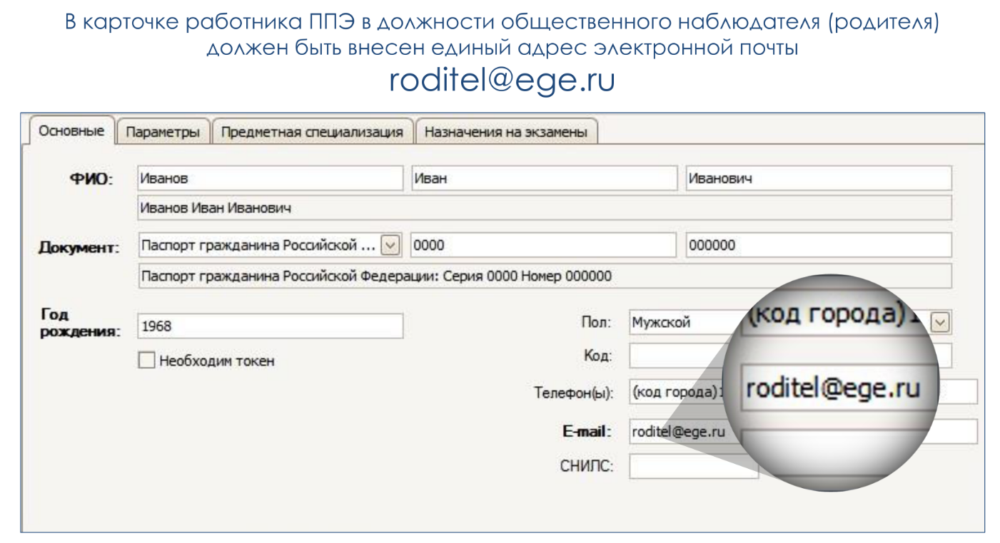 В карточке работника ППЭ в должности общественного наблюдателя (родителя)
должен быть внесен единый адрес электронной почты
roditel@ege.ru
Основные Параметры Предметная специализация Назначения на экзамены
ФИО: Иванов Иван Иванович
Иванов Иван Иванович
Документ: Паспорт гражданина Российской ... 0000 000000
Паспорт гражданина Российской Федерации: Серия 0000 Номер 000000
Год
рождения: 1968
Пол: Мужской
Необходим токен
Код:
Телефон(ы): (код города)1
E-mail: roditel@ege.ru
СНИЛС:
(код города)1
roditel@ege.ru